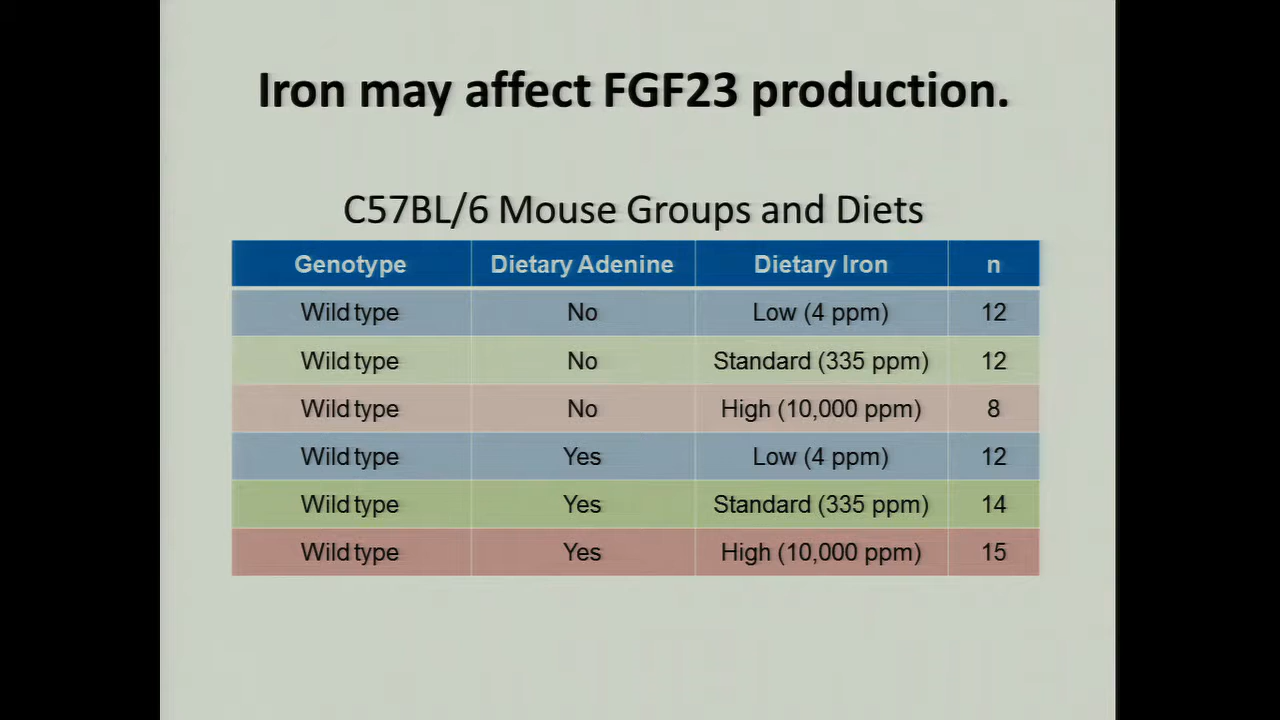 Iron may affect FGF23 production.
C57BL/6 Mouse Groups and Diets
Genotype Dietary Adenine Dietary Iron n
Wild type No Low (4 ppm) 12
Wild type No Standard (335 ppm) 12
Wild type No High (10,000 ppm) 8
Wild type Yes Low (4 ppm) 12
Wild type Yes Standard (335 ppm) 14
Wild type Yes High (10,000 ppm) 15